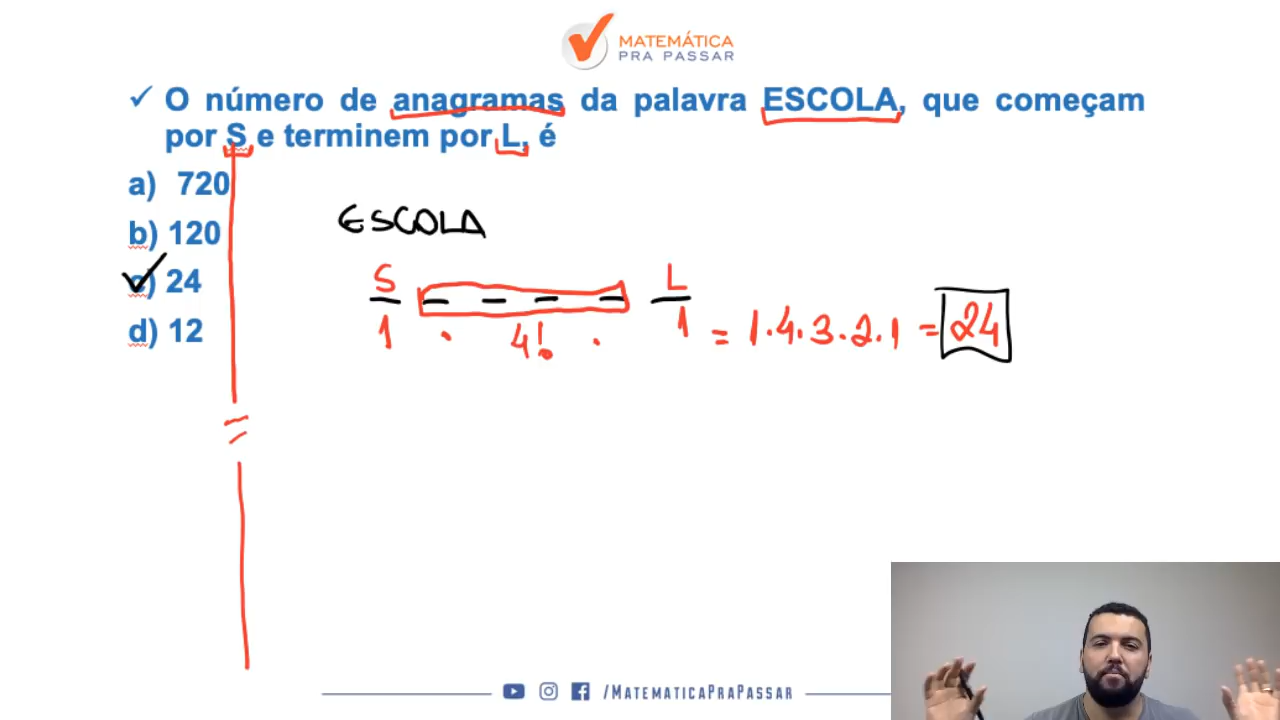 MATEMÁTICA
PRA PASSAR
✓ O número de anagramas da palavra ESCOLA, que começam
por S e terminem por L, é
a) 720
b) 120
c) 24
d) 12
ESCOLA
S L
1 . 4! . 1 = 1.4.3.2.1 = 24
/MATEMATICAPRAPASSAR